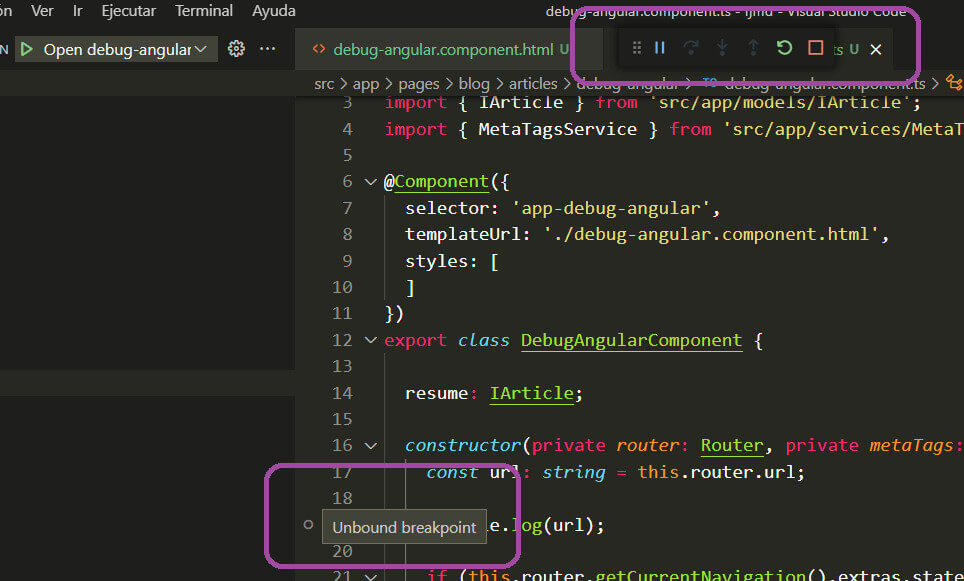 ón Ver Ir Ejecutar Terminal Ayuda debug-angular.component.ts - ljmd - Visual Studio Code
N Open debug-angular ... debug-angular.component.html U ts U
src > app > pages > blog > articles > debug-angular > TS debug-angular.component.ts >
3 import { IArticle } from 'src/app/models/IArticle';
4 import { MetaTagsService } from 'src/app/services/MetaT
5
6 @Component({
7 selector: 'app-debug-angular',
8 templateUrl: './debug-angular.component.html',
9 styles: [
10 ]
11 })
12 export class DebugAngularComponent {
13
14 resume: IArticle;
15
16 constructor(private router: Router, private metaTags:
17 const url: string = this.router.url;
18
Unbound breakpoint e.log(url);
20
21 if (this.router.getCurrentNavigation().extras.state